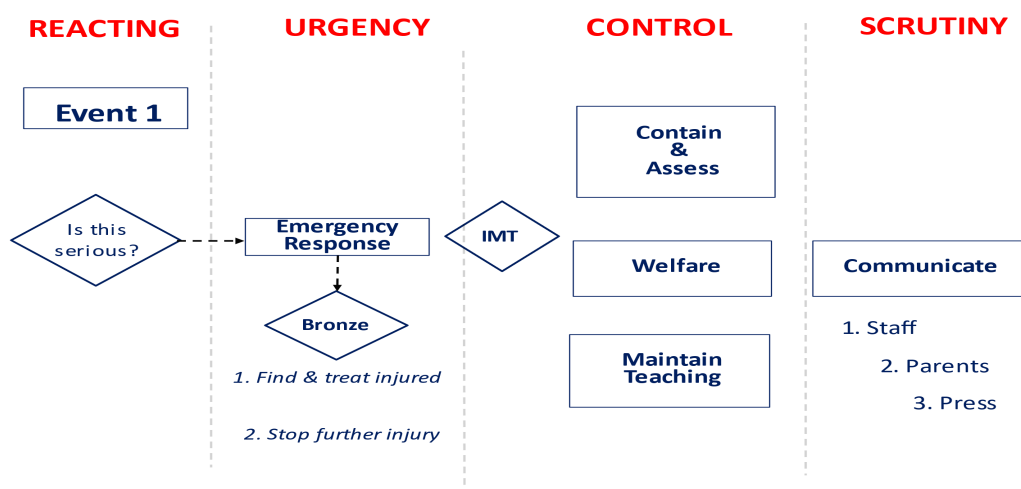 REACTING
URGENCY
CONTROL
SCRUTINY
Event 1
Is this
serious?
Emergency
Response
Bronze
1. Find & treat injured
2. Stop further injury
IMT
Contain
&
Assess
Welfare
Maintain
Teaching
Communicate
1. Staff
2. Parents
3. Press